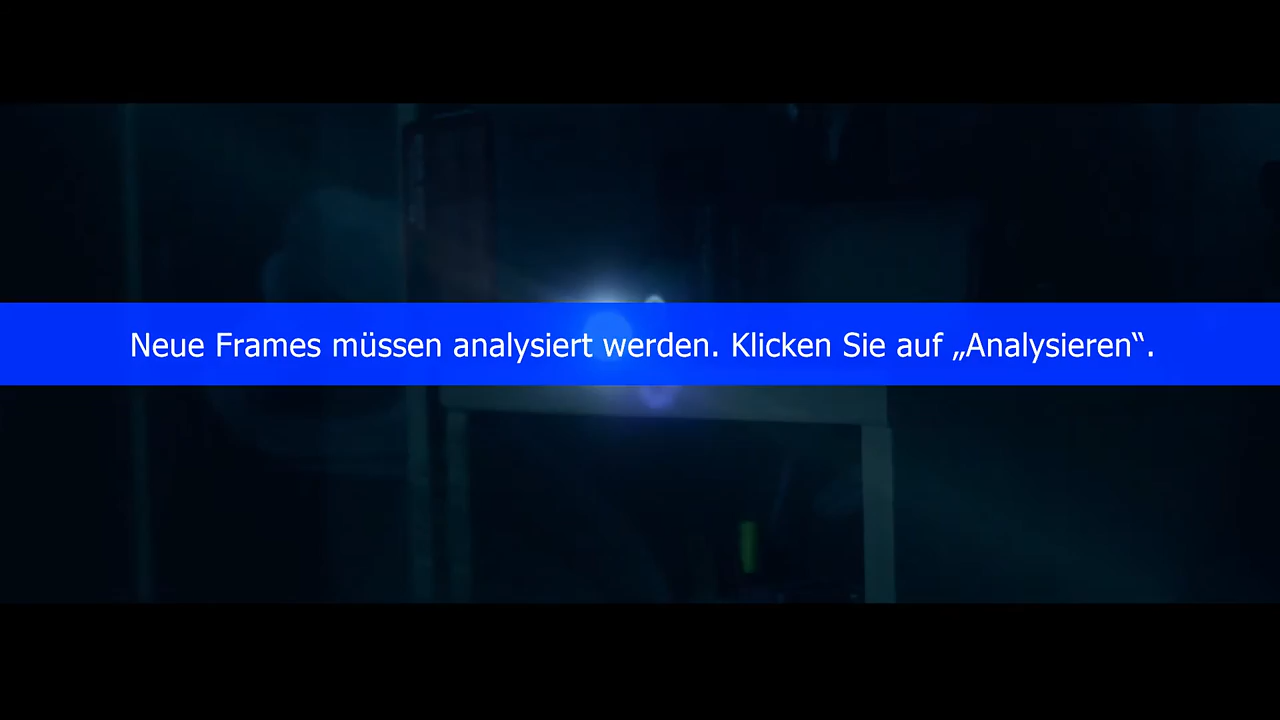 Neue Frames müssen analysiert werden. Klicken Sie auf „Analysieren“.